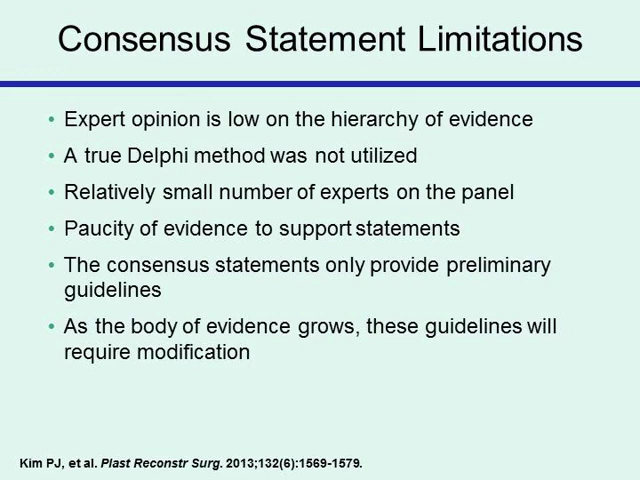 Consensus Statement Limitations
• Expert opinion is low on the hierarchy of evidence
• A true Delphi method was not utilized
• Relatively small number of experts on the panel
• Paucity of evidence to support statements
• The consensus statements only provide preliminary
guidelines
• As the body of evidence grows, these guidelines will
require modification
Kim PJ, et al. Plast Reconstr Surg. 2013;132(6):1569-1579.